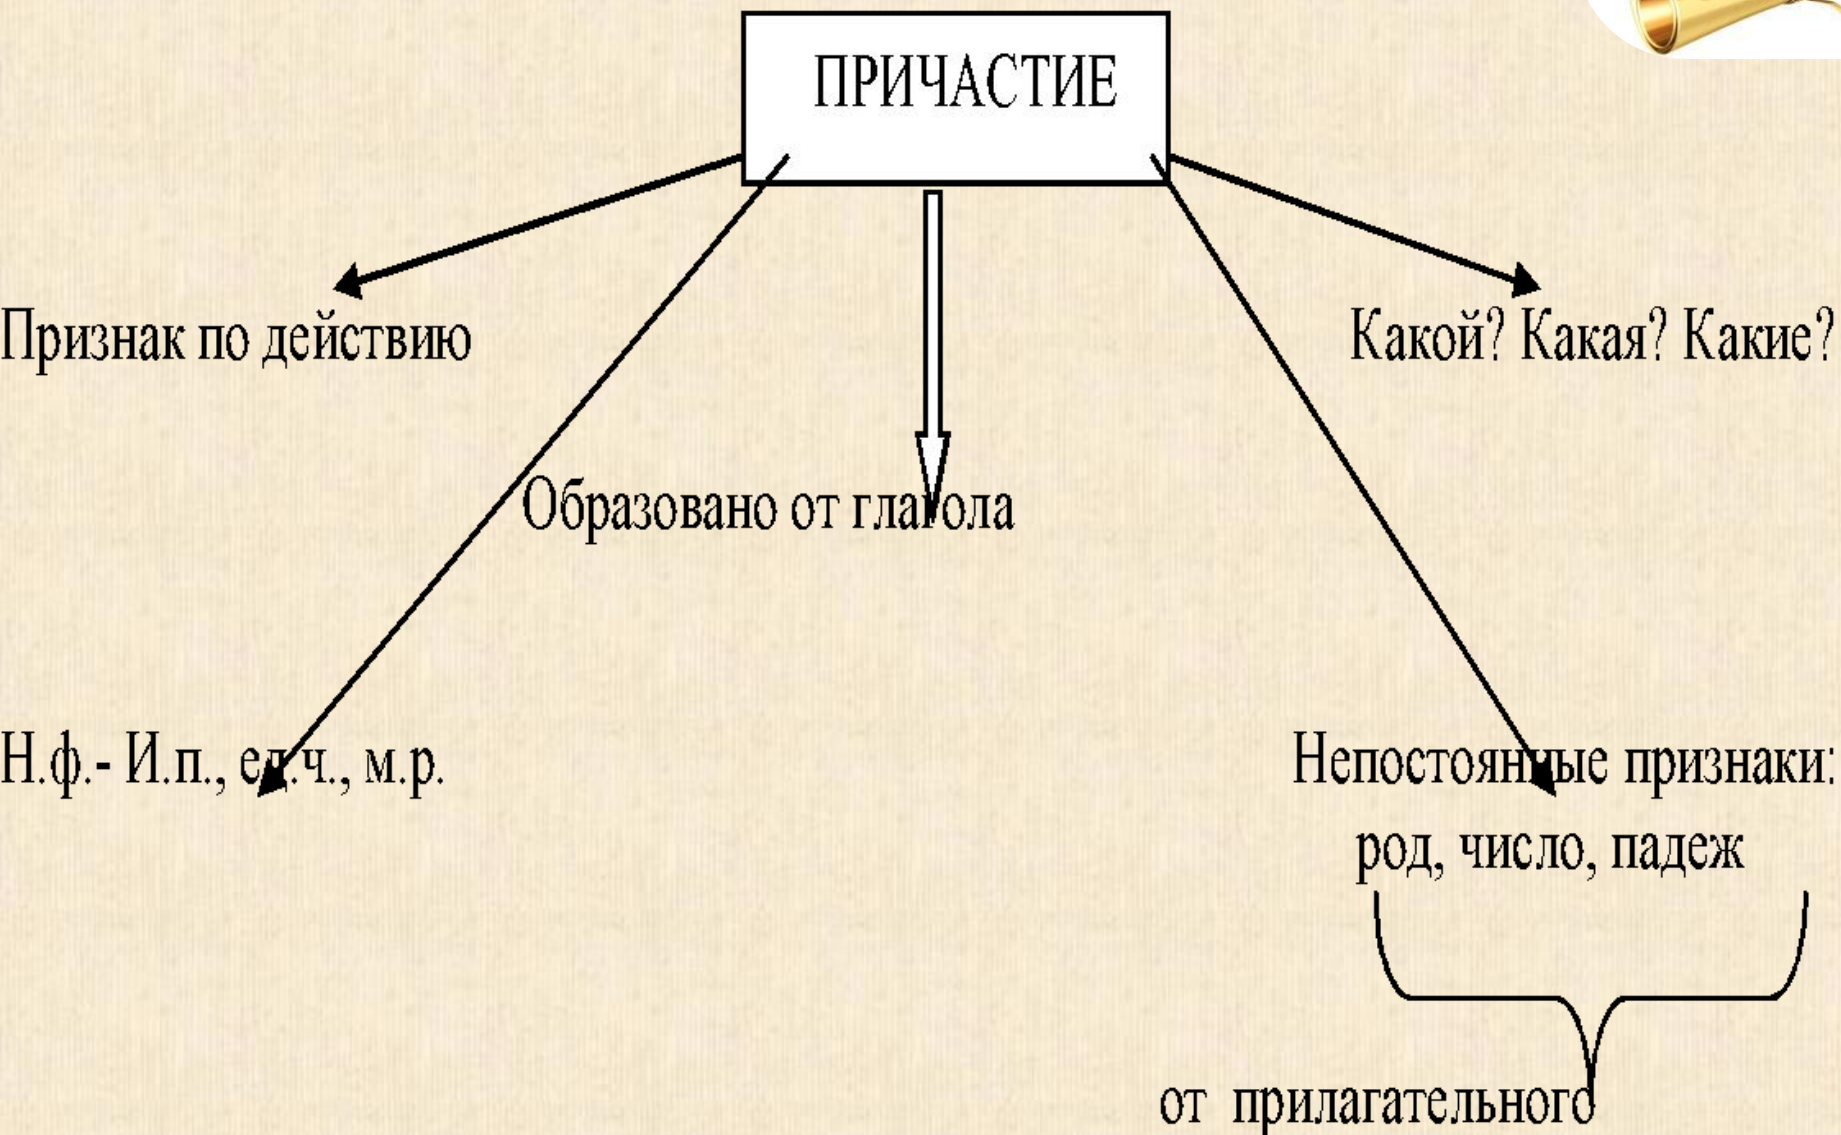 ПРИЧАСТИЕ
Признак по действию
Какой? Какая? Какие?
Образовано от глагола
Н.ф.- И.п., ед.ч., м.р.
Непостоянные признаки:
род, число, падеж
от прилагательного